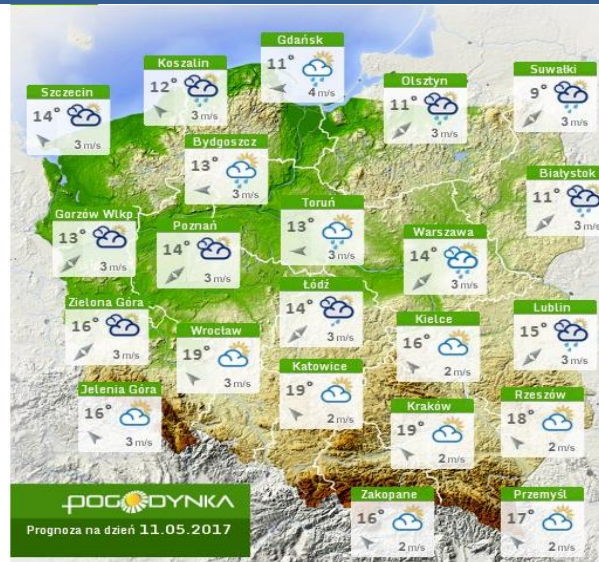 Gdańsk
11°
4 m/s
Koszalin
12°
3 m/s
Suwałki
9°
3 m/s
Olsztyn
11°
3 m/s
Szczecin
14°
3 m/s
Bydgoszcz
13°
3 m/s
Białystok
11°
3 m/s
Toruń
13°
3 m/s
Gorzów Wlkp
13°
3 m/s
Poznań
14°
3 m/s
Warszawa
14°
3 m/s
Łódź
14°
3 m/s
Zielona Góra
16°
3 m/s
Lublin
15°
3 m/s
Kielce
16°
2 m/s
Wrocław
19°
3 m/s
Katowice
19°
2 m/s
Jelenia Góra
16°
3 m/s
Rzeszów
18°
2 m/s
Kraków
19°
2 m/s
Zakopane
16°
2 m/s
Przemyśl
17°
2 m/s
POGODYNKA
Prognoza na dzień 11.05.2017